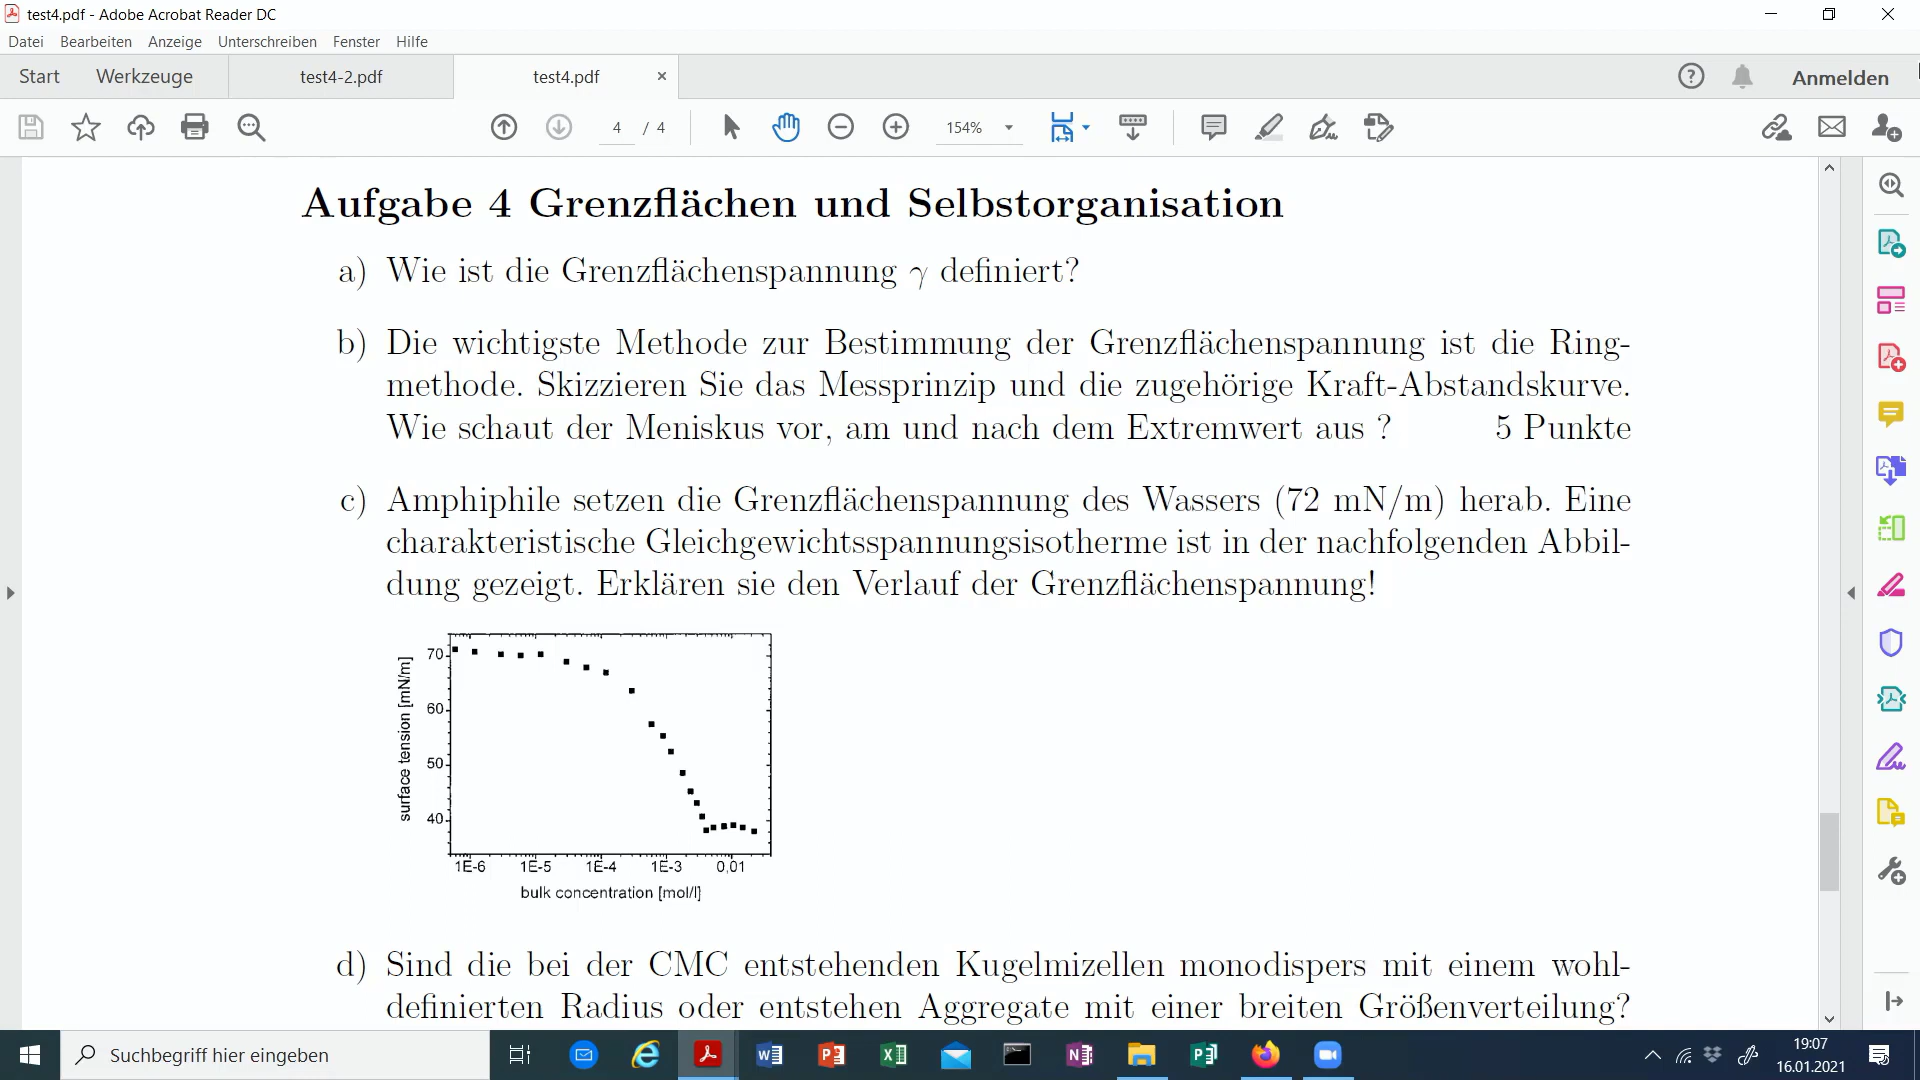 test4.pdf - Adobe Acrobat Reader DC
Datei Bearbeiten Anzeige Unterschreiben Fenster Hilfe
Start Werkzeuge test4-2.pdf test4.pdf × Anmelden
4 / 4 154%
Aufgabe 4 Grenzflächen und Selbstorganisation
a) Wie ist die Grenzflächenspannung γ definiert?
b) Die wichtigste Methode zur Bestimmung der Grenzflächenspannung ist die Ring-
methode. Skizzieren Sie das Messprinzip und die zugehörige Kraft-Abstandskurve.
Wie schaut der Meniskus vor, am und nach dem Extremwert aus ? 5 Punkte
c) Amphiphile setzen die Grenzflächenspannung des Wassers (72 mN/m) herab. Eine
charakteristische Gleichgewichtsspannungsisotherme ist in der nachfolgenden Abbil-
dung gezeigt. Erklären sie den Verlauf der Grenzflächenspannung!
surface tension [mN/m]
70
60
50
40
1E-6 1E-5 1E-4 1E-3 0,01
bulk concentration [mol/l]
d) Sind die bei der CMC entstehenden Kugelmizellen monodispers mit einem wohl-
definierten Radius oder entstehen Aggregate mit einer breiten Größenverteilung?
Suchbegriff hier eingeben
19:07
16.01.2021